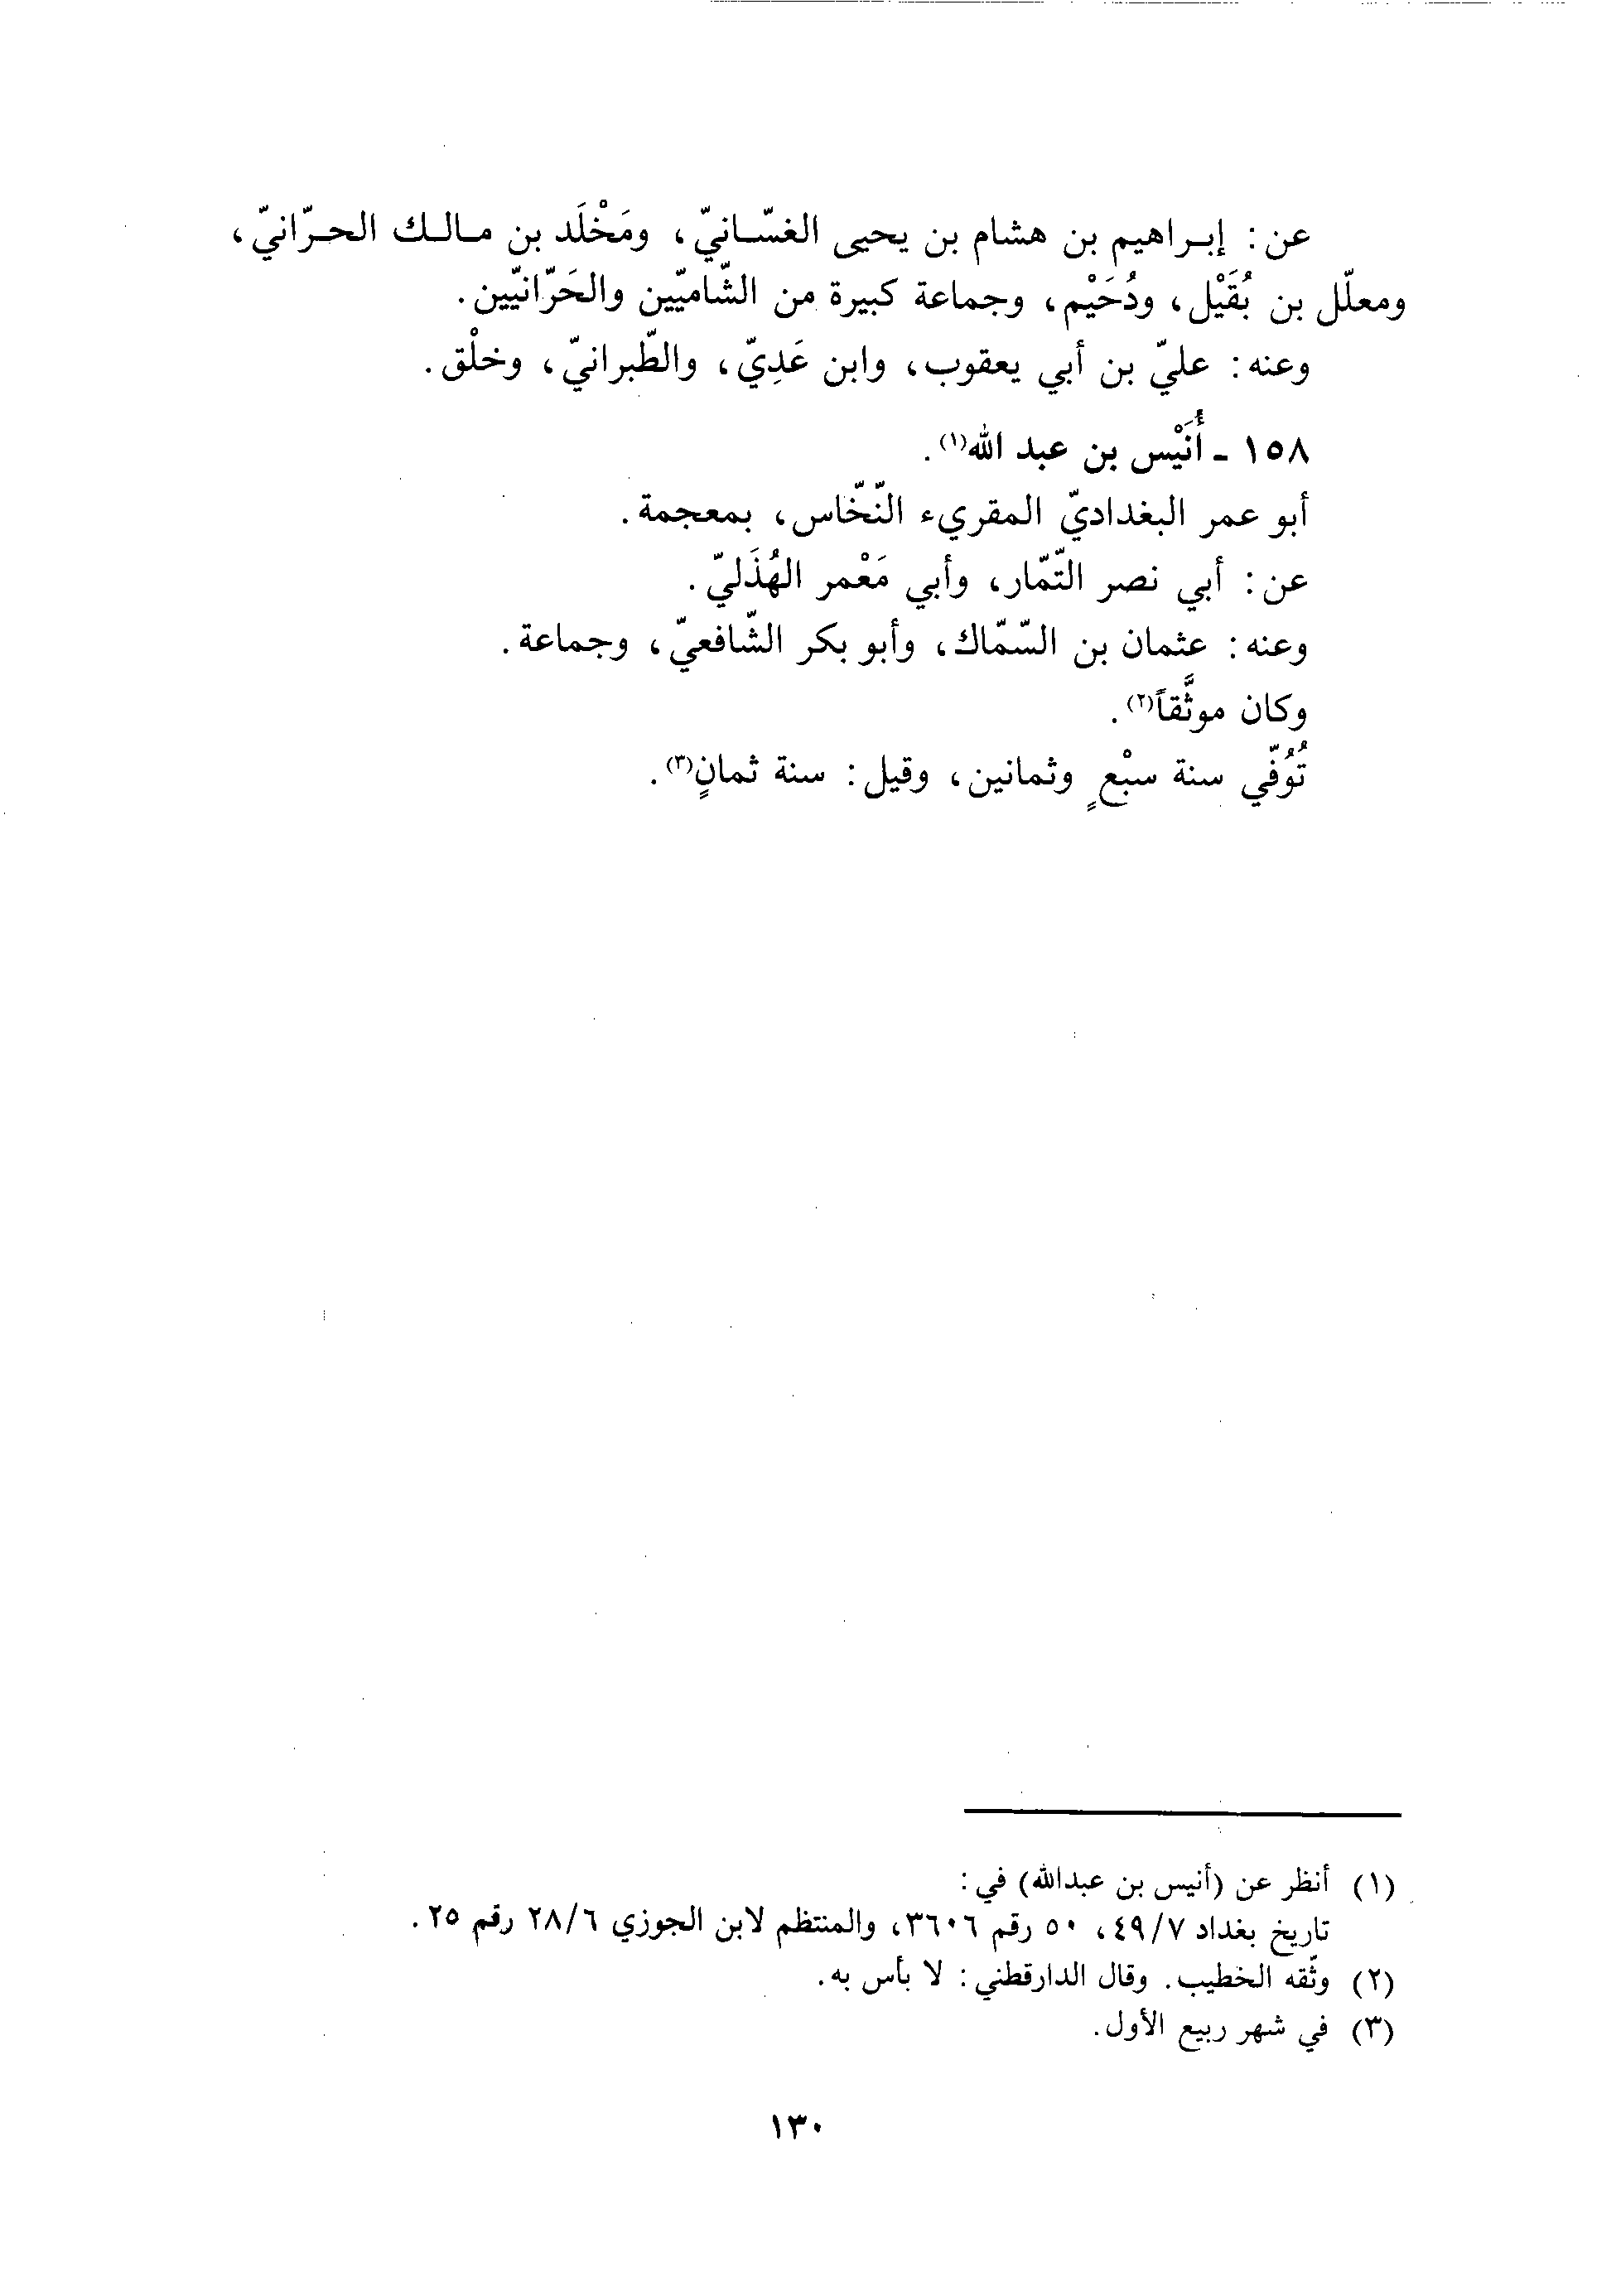 عن: إبراهيم بن هشام بن يحيى الغسّانيّ، ومَخْلَد بن مالك الحرّانيّ،
ومعلّل بن بُقَيْل، ودُحَيْم، وجماعة كبيرة من الشّاميّين والحَرّانيّين.
وعنه: عليّ بن أبي يعقوب، وابن عَدِيّ، والطّبرانيّ، وخلْق.
١٥٨ - أُنَيْس بن عبد الله(١).
أبو عمر البغداديّ المقريء النّخّاس، بمعجمة.
عن: أبي نصر التّمّار، وأبي مَعْمر الهُذَليّ.
وعنه: عثمان بن السّمّاك، وأبو بكر الشّافعيّ، وجماعة.
وكان موثَّقاً(٢).
تُوُفّي سنة سبْعٍ وثمانين، وقيل: سنة ثمانٍ(٣).
(١) أنظر عن (أنيس بن عبدالله) في:
تاريخ بغداد ٤٩/٧، ٥٠ رقم ٣٦٠٦، والمنتظم لابن الجوزي ٢٨/٦ رقم ٢٥.
(٢) وثّقه الخطيب. وقال الدارقطني: لا بأس به.
(٣) في شهر ربيع الأول.
١٣٠